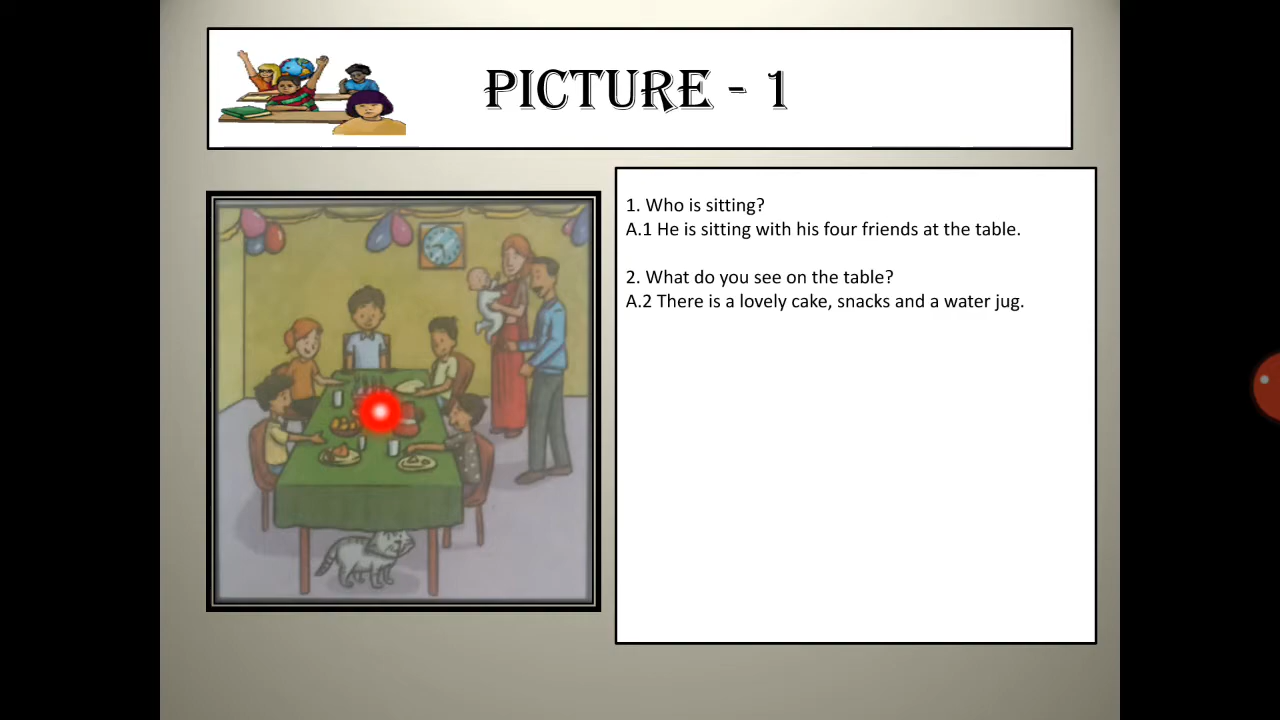 PICTURE - 1
1. Who is sitting?
A.1 He is sitting with his four friends at the table.
2. What do you see on the table?
A.2 There is a lovely cake, snacks and a water jug.